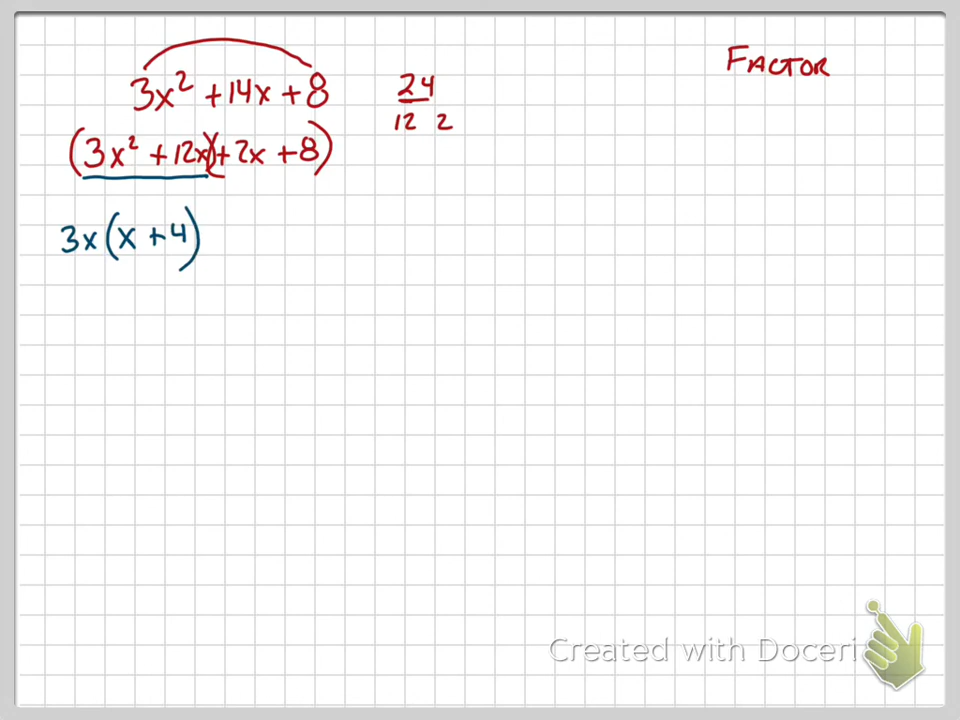 FACTOR
3x² + 14x + 8
24
12 2
(3x² + 12x)(+ 2x + 8)
3x(x + 4)
Created with Doceri